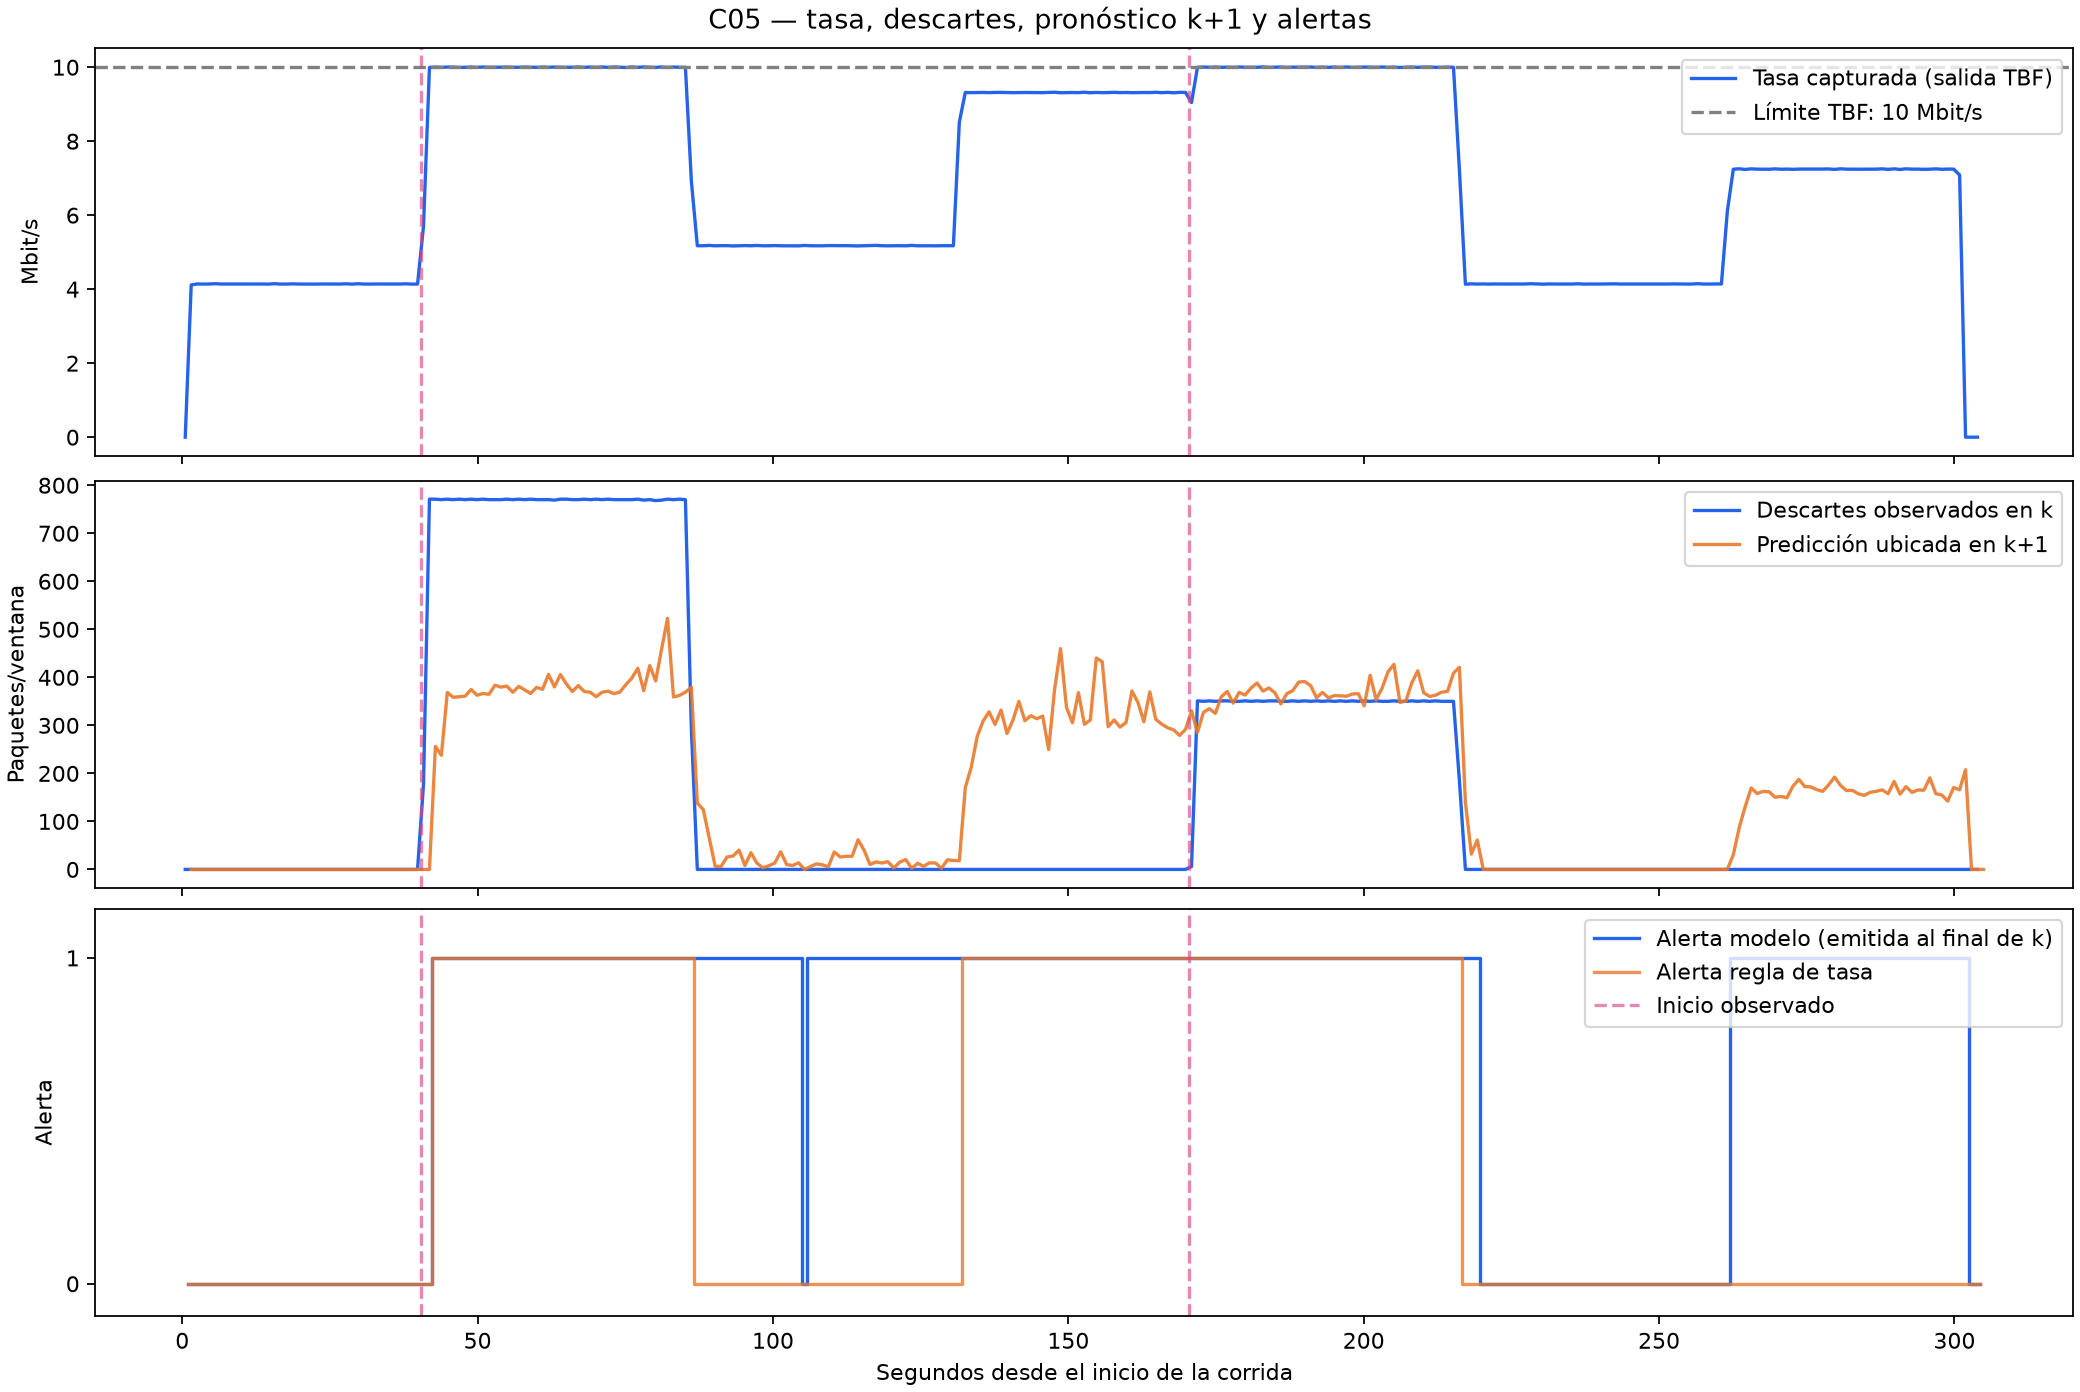 C05 — tasa, descartes, pronóstico k+1 y alertas
10
8
6
4
2
0
Mbit/s
Tasa capturada (salida TBF)
Límite TBF: 10 Mbit/s
800
700
600
500
400
300
200
100
0
Paquetes/ventana
Descartes observados en k
Predicción ubicada en k+1
1
0
Alerta
Alerta modelo (emitida al final de k)
Alerta regla de tasa
Inicio observado
0
50
100
150
200
250
300
Segundos desde el inicio de la corrida